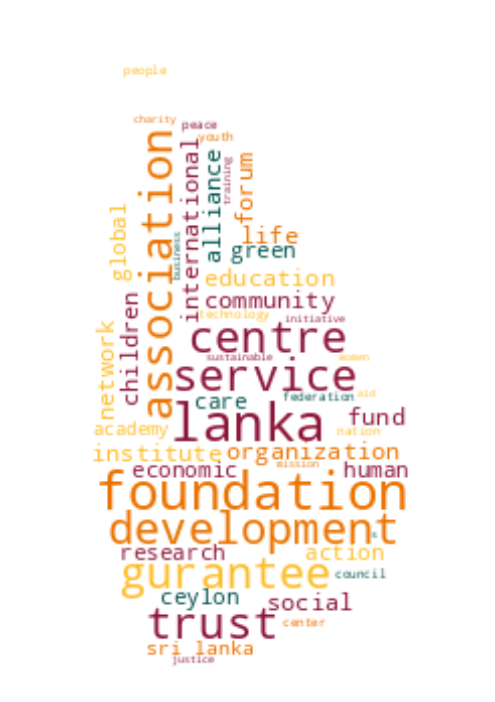 people
charity
peace
youth
association
international
alliance
training
forum
business
global
life
green
education
children
community
technology
initiative
network
centre
sustainable
women
service
care
federation
aid
lanka
fund
academy
nation
institute
organization
economic
mission
human
foundation
development
research
action
gurantee
council
ceylon
social
trust
center
sri lanka
justice